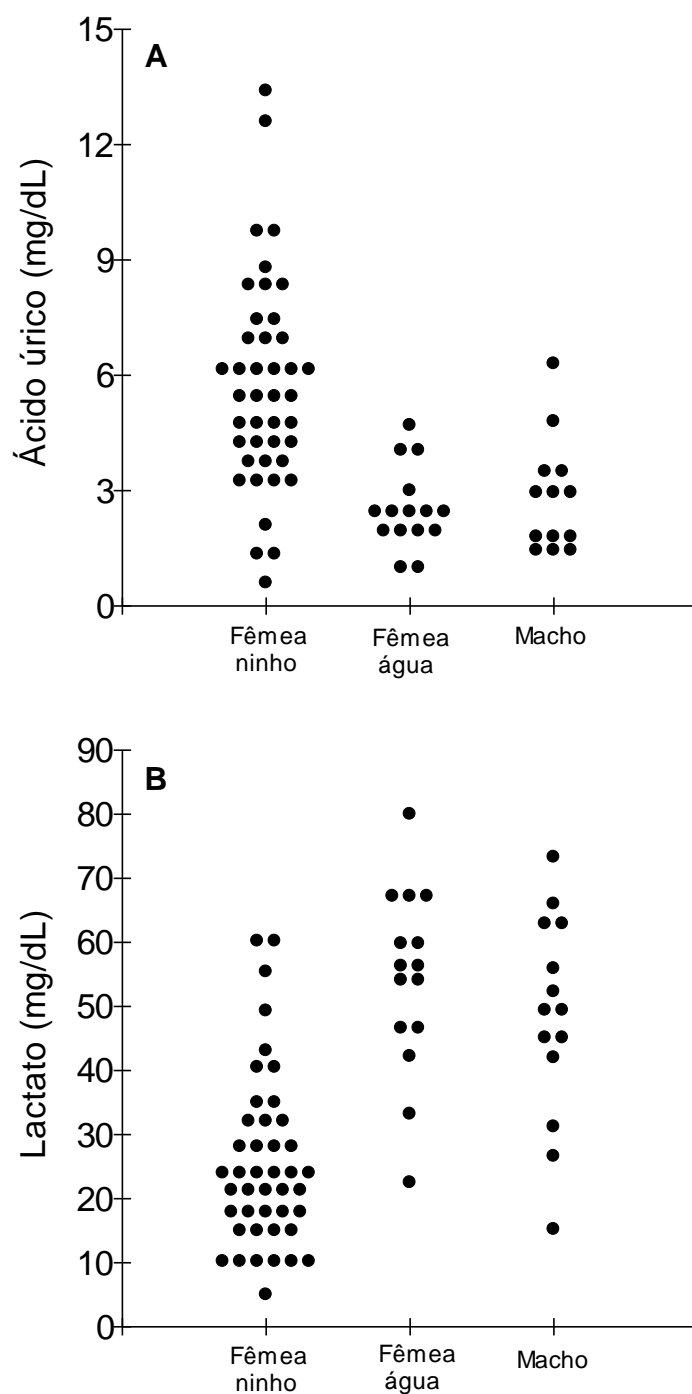 A
Ácido úrico (mg/dL)
15
12
9
6
3
0
Fêmea
ninho
Fêmea
água
Macho
B
Lactato (mg/dL)
90
80
70
60
50
40
30
20
10
0
Fêmea
ninho
Fêmea
água
Macho